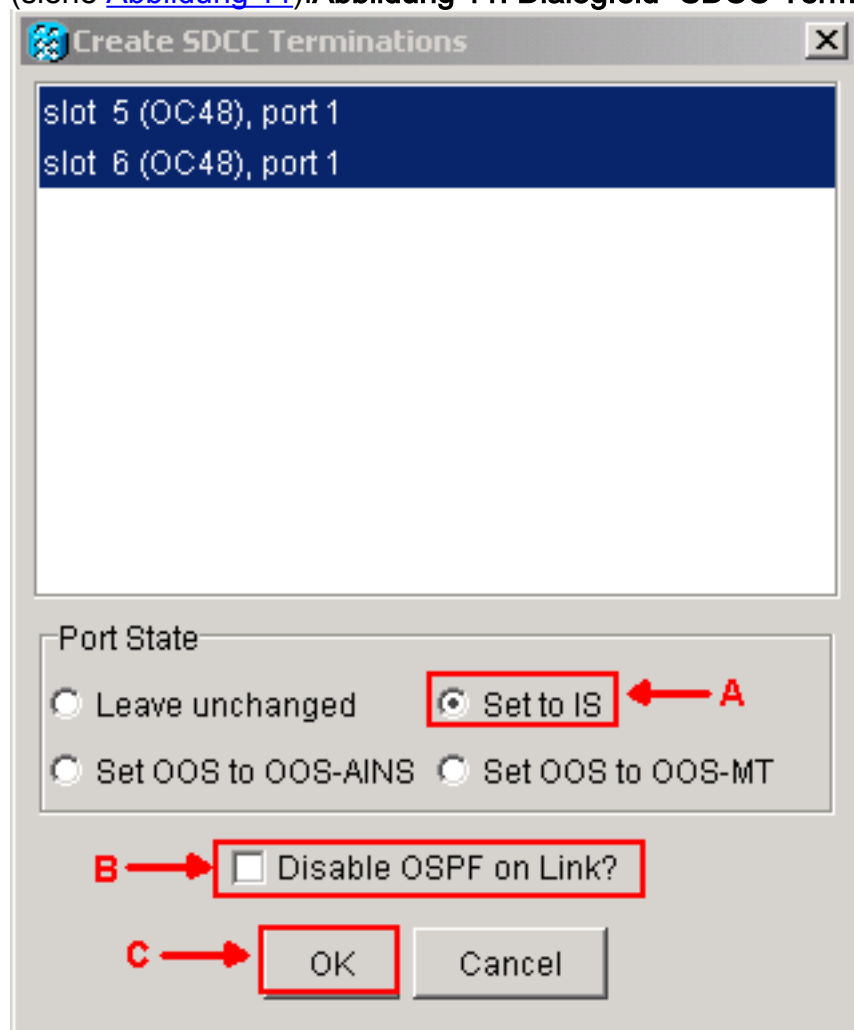 Create SDCC Terminations
slot 5 (OC48), port 1
slot 6 (OC48), port 1
Port State
Leave unchanged
Set to IS
A
Set OOS to OOS-AINS
Set OOS to OOS-MT
B
Disable OSPF on Link?
C
OK
Cancel